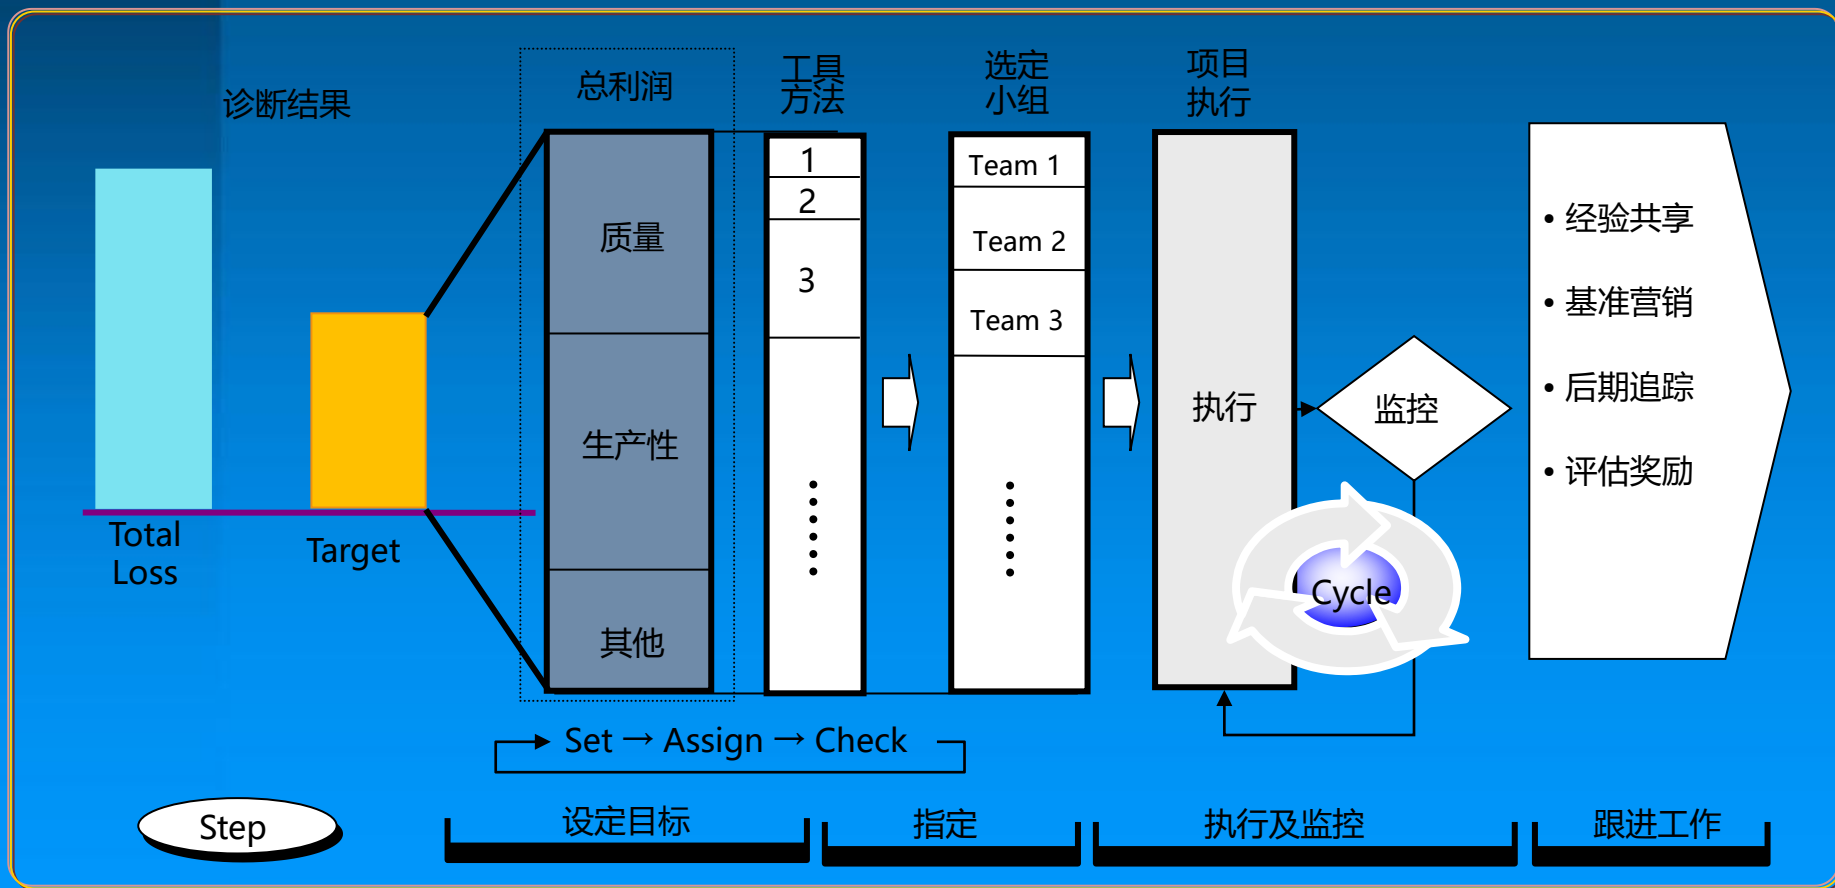 诊断结果
总利润
工具
方法
选定
小组
项目
执行
Total
Loss
Target
质量
生产性
其他
1
2
3
Team 1
Team 2
Team 3
执行
监控
Cycle
• 经验共享
• 基准营销
• 后期追踪
• 评估奖励
Set → Assign → Check
Step
设定目标
指定
执行及监控
跟进工作